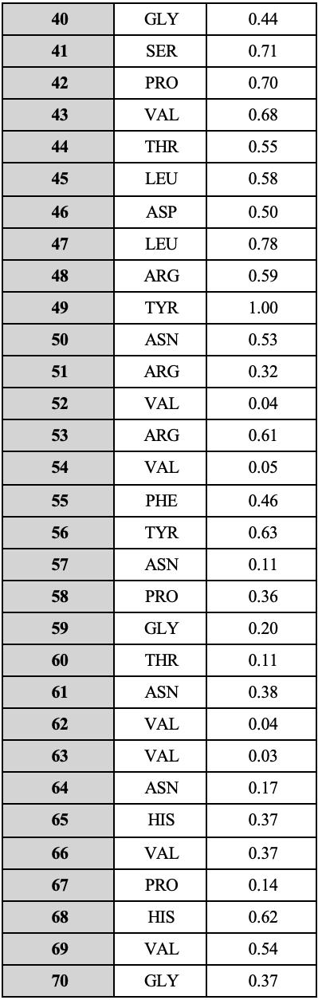 40 GLY 0.44
41 SER 0.71
42 PRO 0.70
43 VAL 0.68
44 THR 0.55
45 LEU 0.58
46 ASP 0.50
47 LEU 0.78
48 ARG 0.59
49 TYR 1.00
50 ASN 0.53
51 ARG 0.32
52 VAL 0.04
53 ARG 0.61
54 VAL 0.05
55 PHE 0.46
56 TYR 0.63
57 ASN 0.11
58 PRO 0.36
59 GLY 0.20
60 THR 0.11
61 ASN 0.38
62 VAL 0.04
63 VAL 0.03
64 ASN 0.17
65 HIS 0.37
66 VAL 0.37
67 PRO 0.14
68 HIS 0.62
69 VAL 0.54
70 GLY 0.37